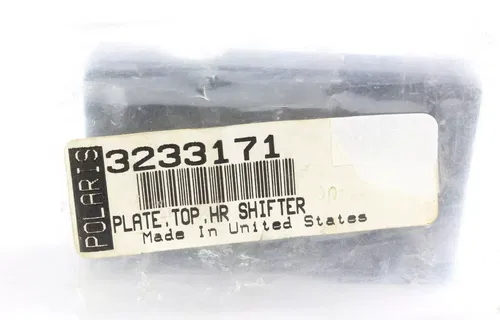 POLARIS
3233171
PLATE,TOP,HR SHIFTER
Made In United States